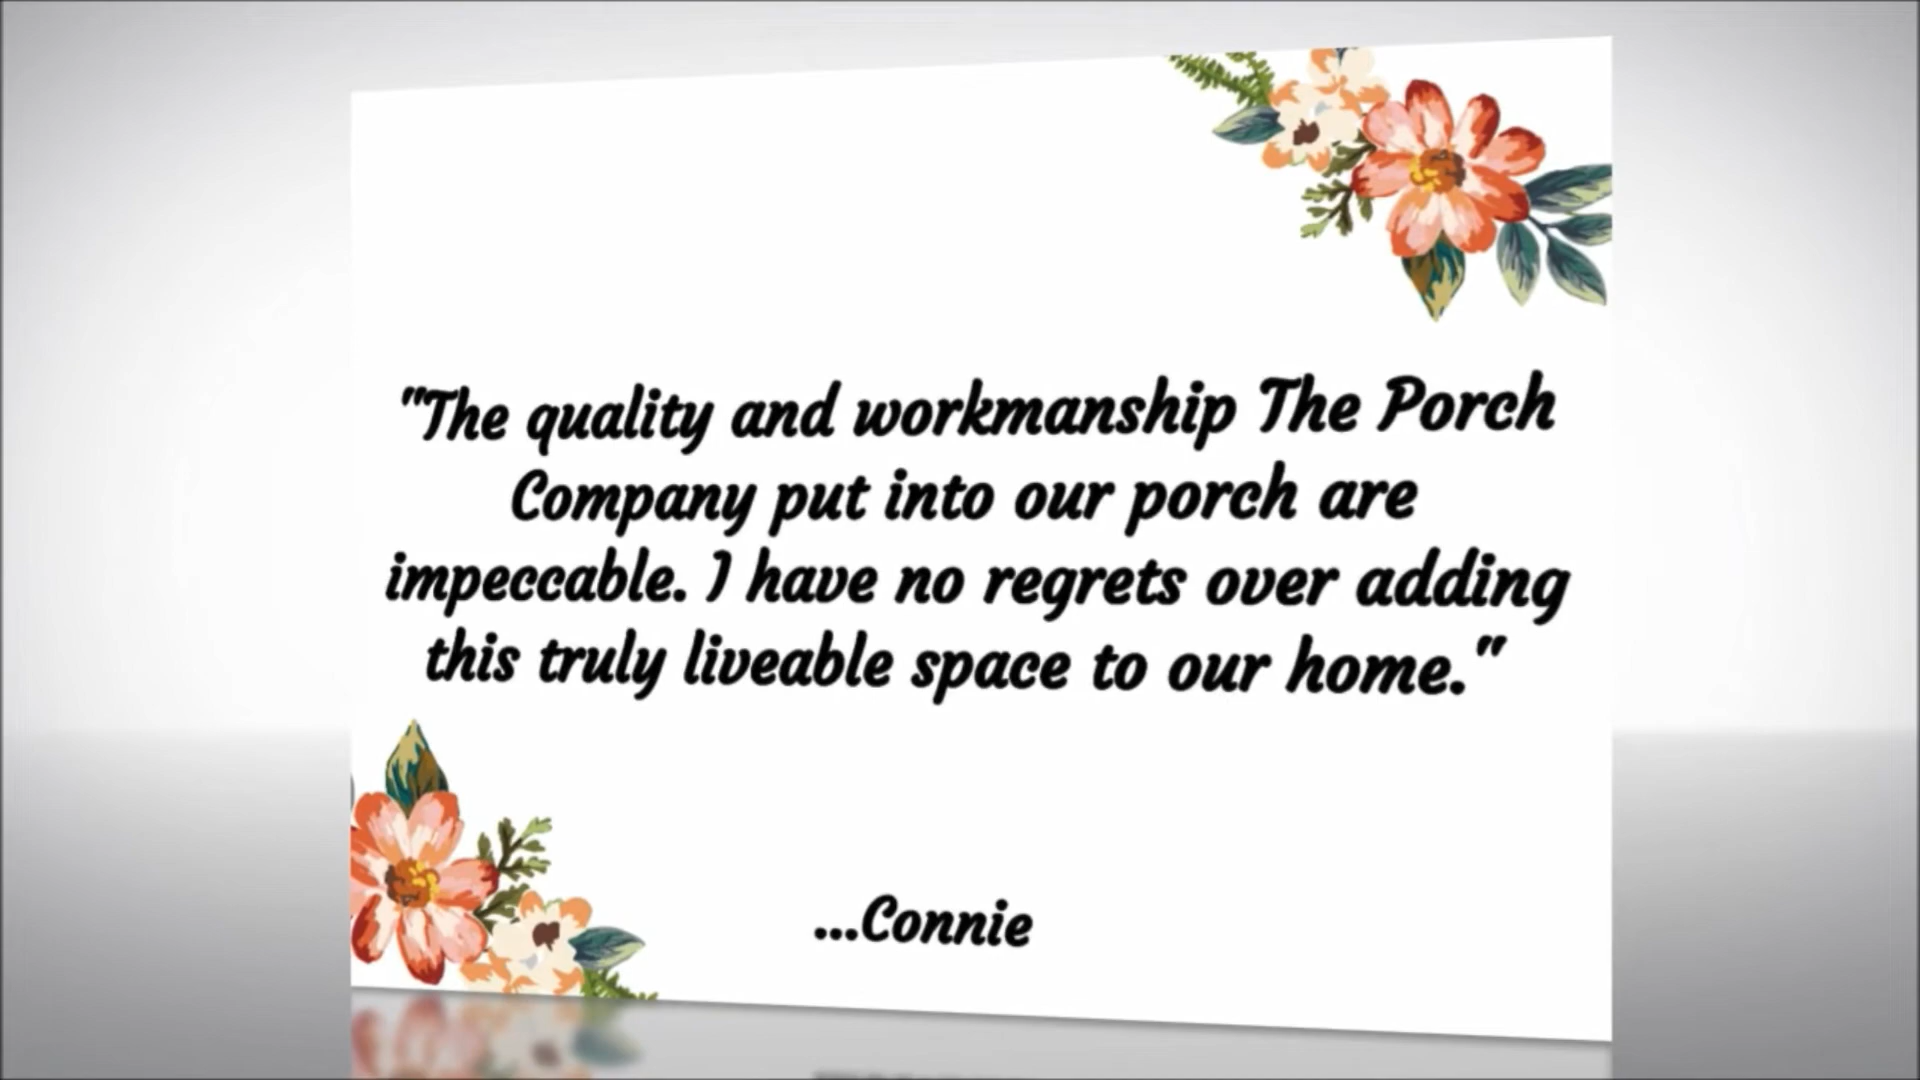 "The quality and workmanship The Porch
Company put into our porch are
impeccable. I have no regrets over adding
this truly liveable space to our home."
...Connie